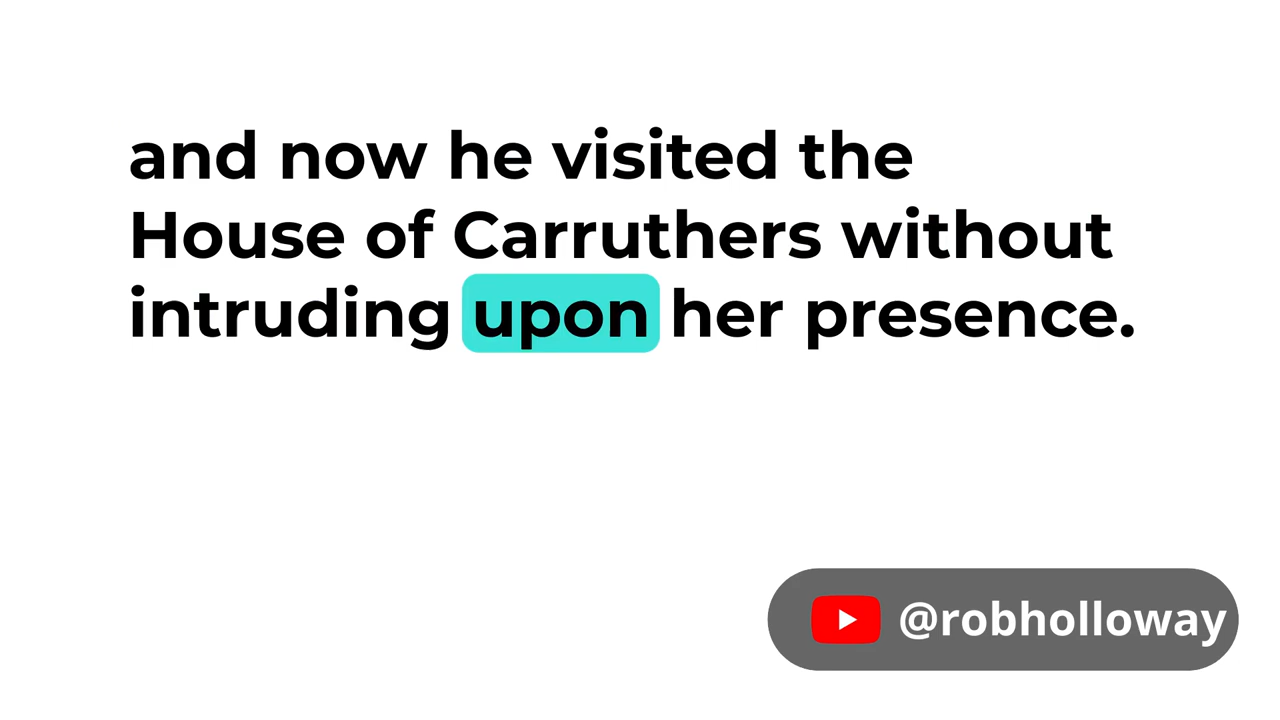 and now he visited the
House of Carruthers without
intruding upon her presence.
@robholloway